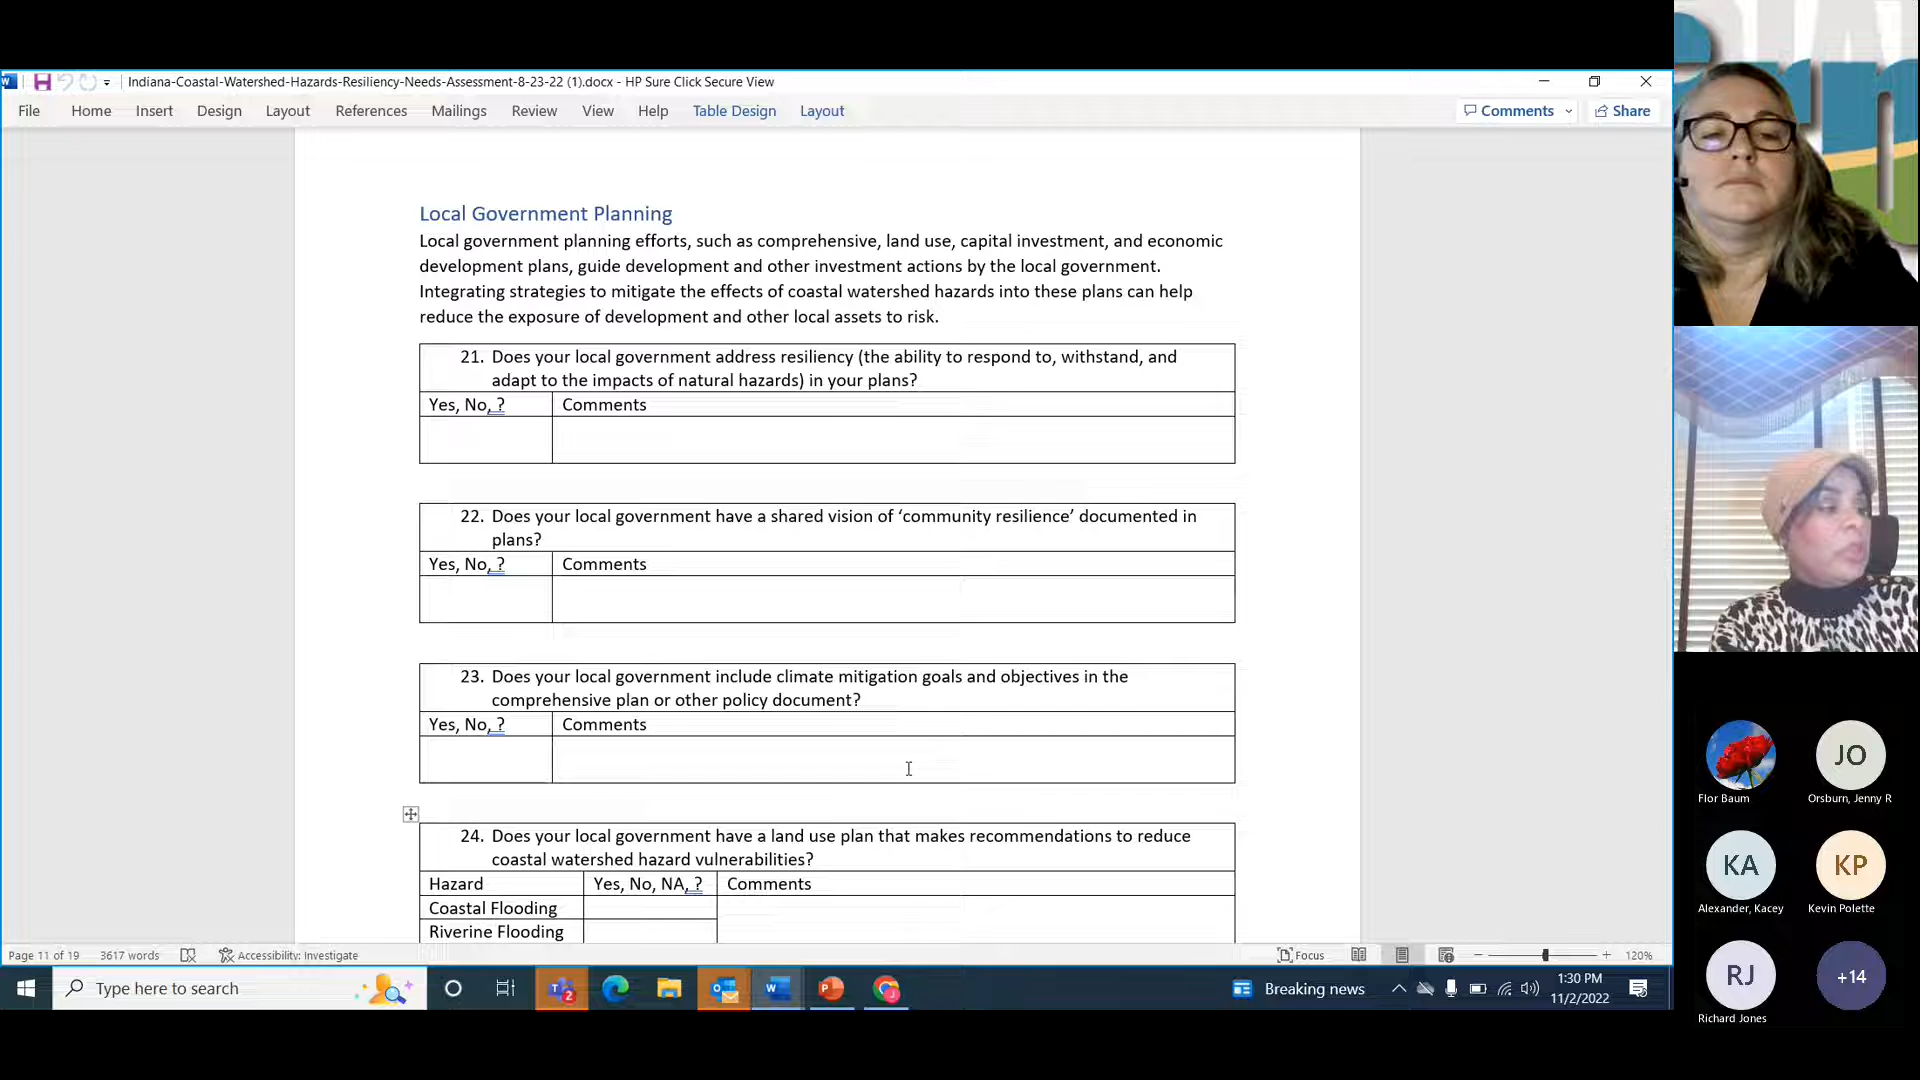 Indiana-Coastal-Watershed-Hazards-Resiliency-Needs-Assessment-8-23-22 (1).docx - HP Sure Click Secure View
File Home Insert Design Layout References Mailings Review View Help Table Design Layout Comments Share
Local Government Planning
Local government planning efforts, such as comprehensive, land use, capital investment, and economic
development plans, guide development and other investment actions by the local government.
Integrating strategies to mitigate the effects of coastal watershed hazards into these plans can help
reduce the exposure of development and other local assets to risk.
21. Does your local government address resiliency (the ability to respond to, withstand, and
adapt to the impacts of natural hazards) in your plans?
Yes, No, ? Comments
22. Does your local government have a shared vision of ‘community resilience’ documented in
plans?
Yes, No, ? Comments
23. Does your local government include climate mitigation goals and objectives in the
comprehensive plan or other policy document?
Yes, No, ? Comments
24. Does your local government have a land use plan that makes recommendations to reduce
coastal watershed hazard vulnerabilities?
Hazard Yes, No, NA, ? Comments
Coastal Flooding
Riverine Flooding
Page 11 of 19 3617 words Accessibility: Investigate Focus 120%
Type here to search
Breaking news
1:30 PM
11/2/2022
JO
Flor Baum Orsburn, Jenny R
KA KP
Alexander, Kacey Kevin Polette
RJ +14
Richard Jones